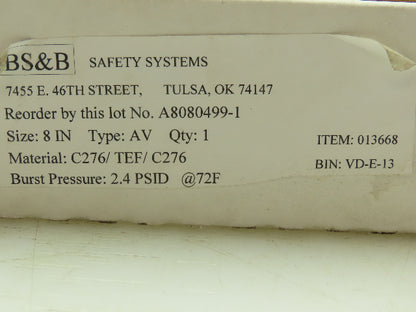 BS&B SAFETY SYSTEMS
7455 E. 46TH STREET, TULSA, OK 74147
Reorder by this lot No. A8080499-1
Size: 8 IN Type: AV Qty: 1
ITEM: 013668
Material: C276/ TEF/ C276
BIN: VD-E-13
Burst Pressure: 2.4 PSID @72F